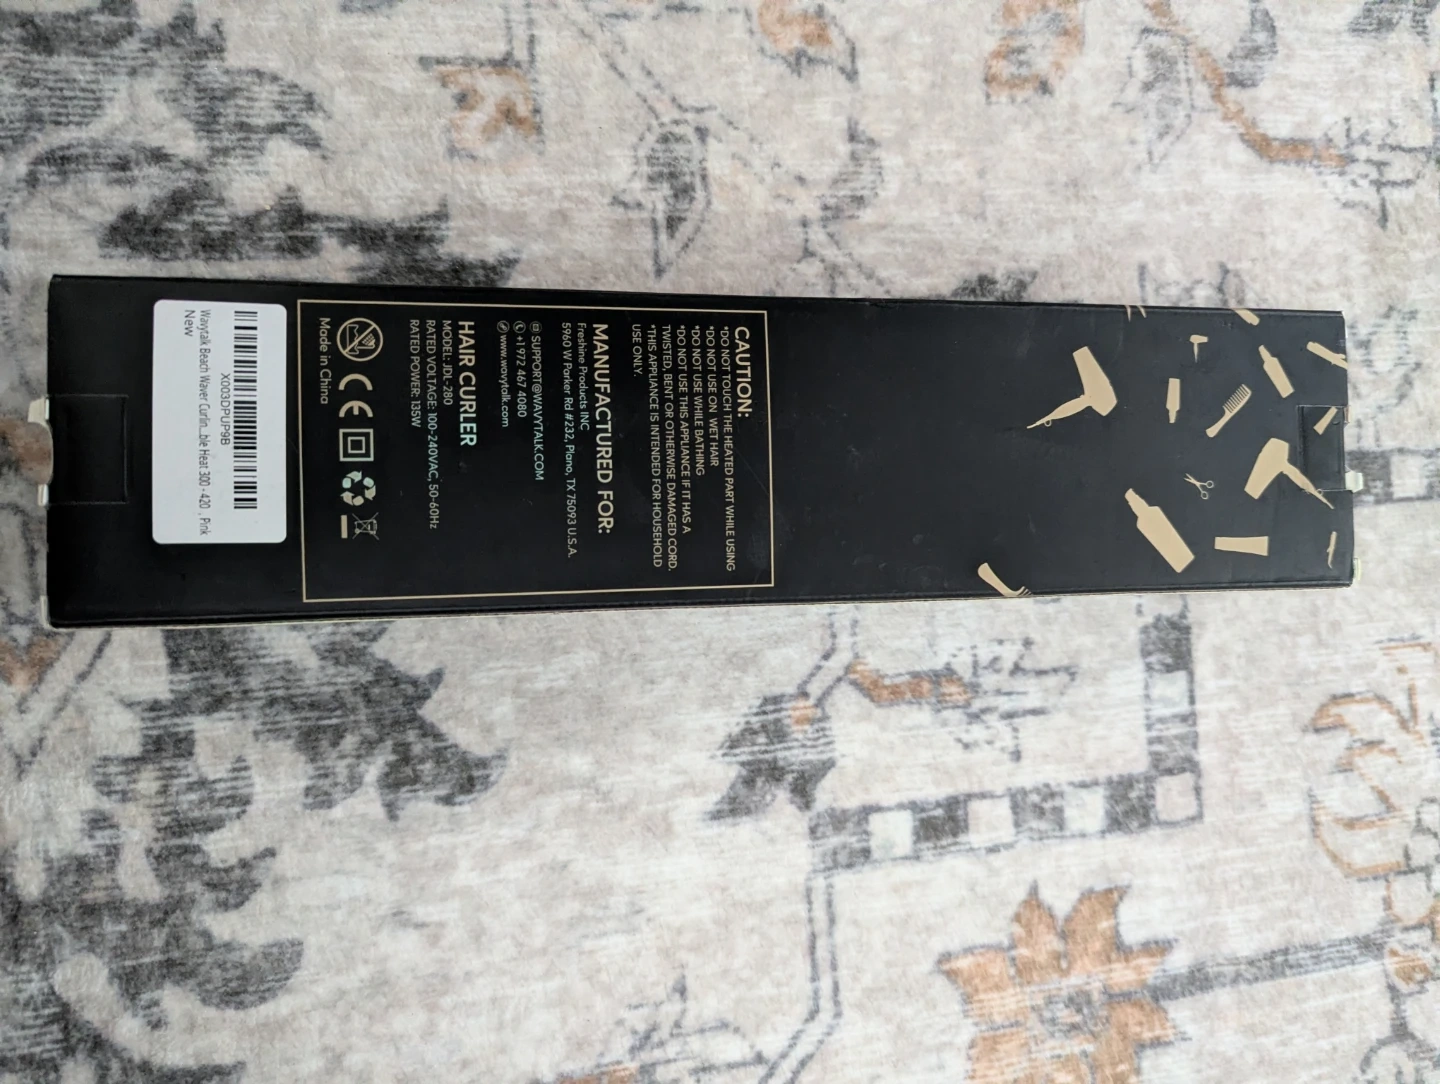 CAUTION:
*DO NOT TOUCH THE HEATED PART WHILE USING
*DO NOT USE ON WET HAIR
*DO NOT USE WHILE BATHING
*DO NOT USE THIS APPLIANCE IF IT HAS A
TWISTED, BENT OR OTHERWISE DAMAGED CORD.
*THIS APPLIANCE IS INTENDED FOR HOUSEHOLD
USE ONLY.
MANUFACTURED FOR:
Freshine Products INC
5960 W Parker Rd #232, Plano, TX 75093 U.S.A.
SUPPORT@WAVYTALK.COM
+1 972 467 4080
www.wavytalk.com
HAIR CURLER
MODEL: JDL-280
RATED VOLTAGE: 100-240VAC, 50-60Hz
RATED POWER: 135W
CE
Made in China
X003DPUP9B
Wavytalk Beach Waver Curlin...ble Heat 300 - 420 , Pink
New